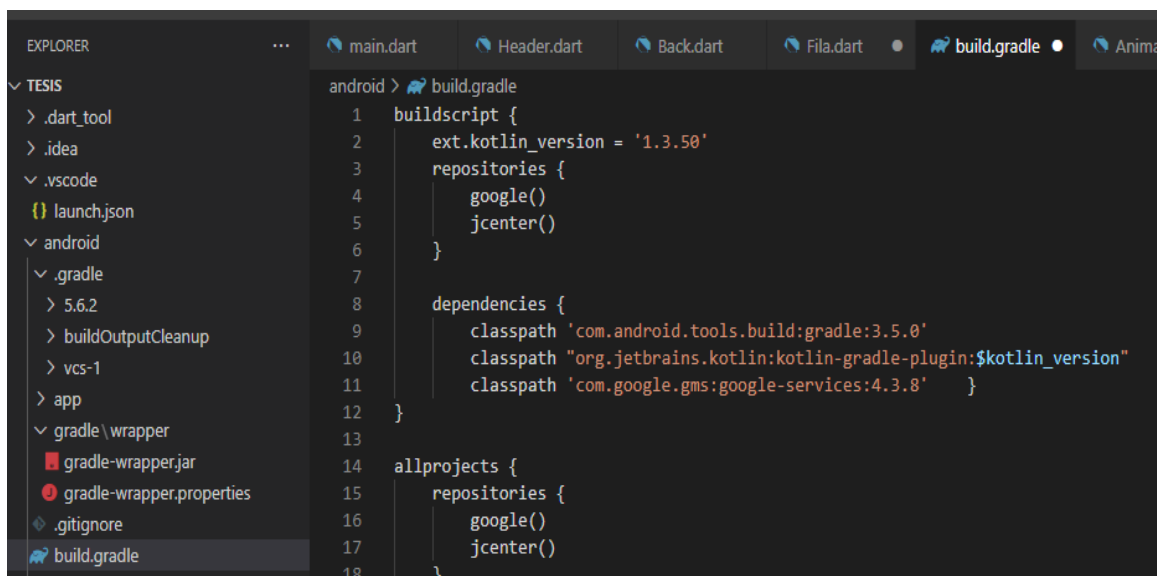 EXPLORER ...
TESIS
.dart_tool
.idea
.vscode
{} launch.json
android
.gradle
5.6.2
buildOutputCleanup
vcs-1
app
gradle\wrapper
gradle-wrapper.jar
gradle-wrapper.properties
.gitignore
build.gradle
main.dart Header.dart Back.dart Fila.dart build.gradle Anima
android > build.gradle
1 buildscript {
2 ext.kotlin_version = '1.3.50'
3 repositories {
4 google()
5 jcenter()
6 }
7
8 dependencies {
9 classpath 'com.android.tools.build:gradle:3.5.0'
10 classpath "org.jetbrains.kotlin:kotlin-gradle-plugin:$kotlin_version"
11 classpath 'com.google.gms:google-services:4.3.8' }
12 }
13
14 allprojects {
15 repositories {
16 google()
17 jcenter()
18 }